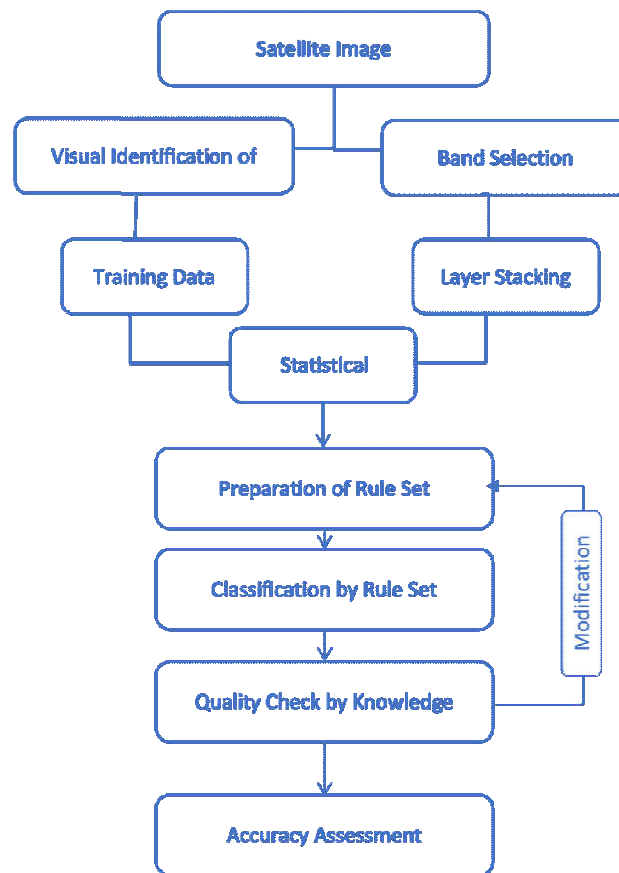 Satellite Image
Visual Identification of
Band Selection
Training Data
Layer Stacking
Statistical
Preparation of Rule Set
Classification by Rule Set
Modification
Quality Check by Knowledge
Accuracy Assessment